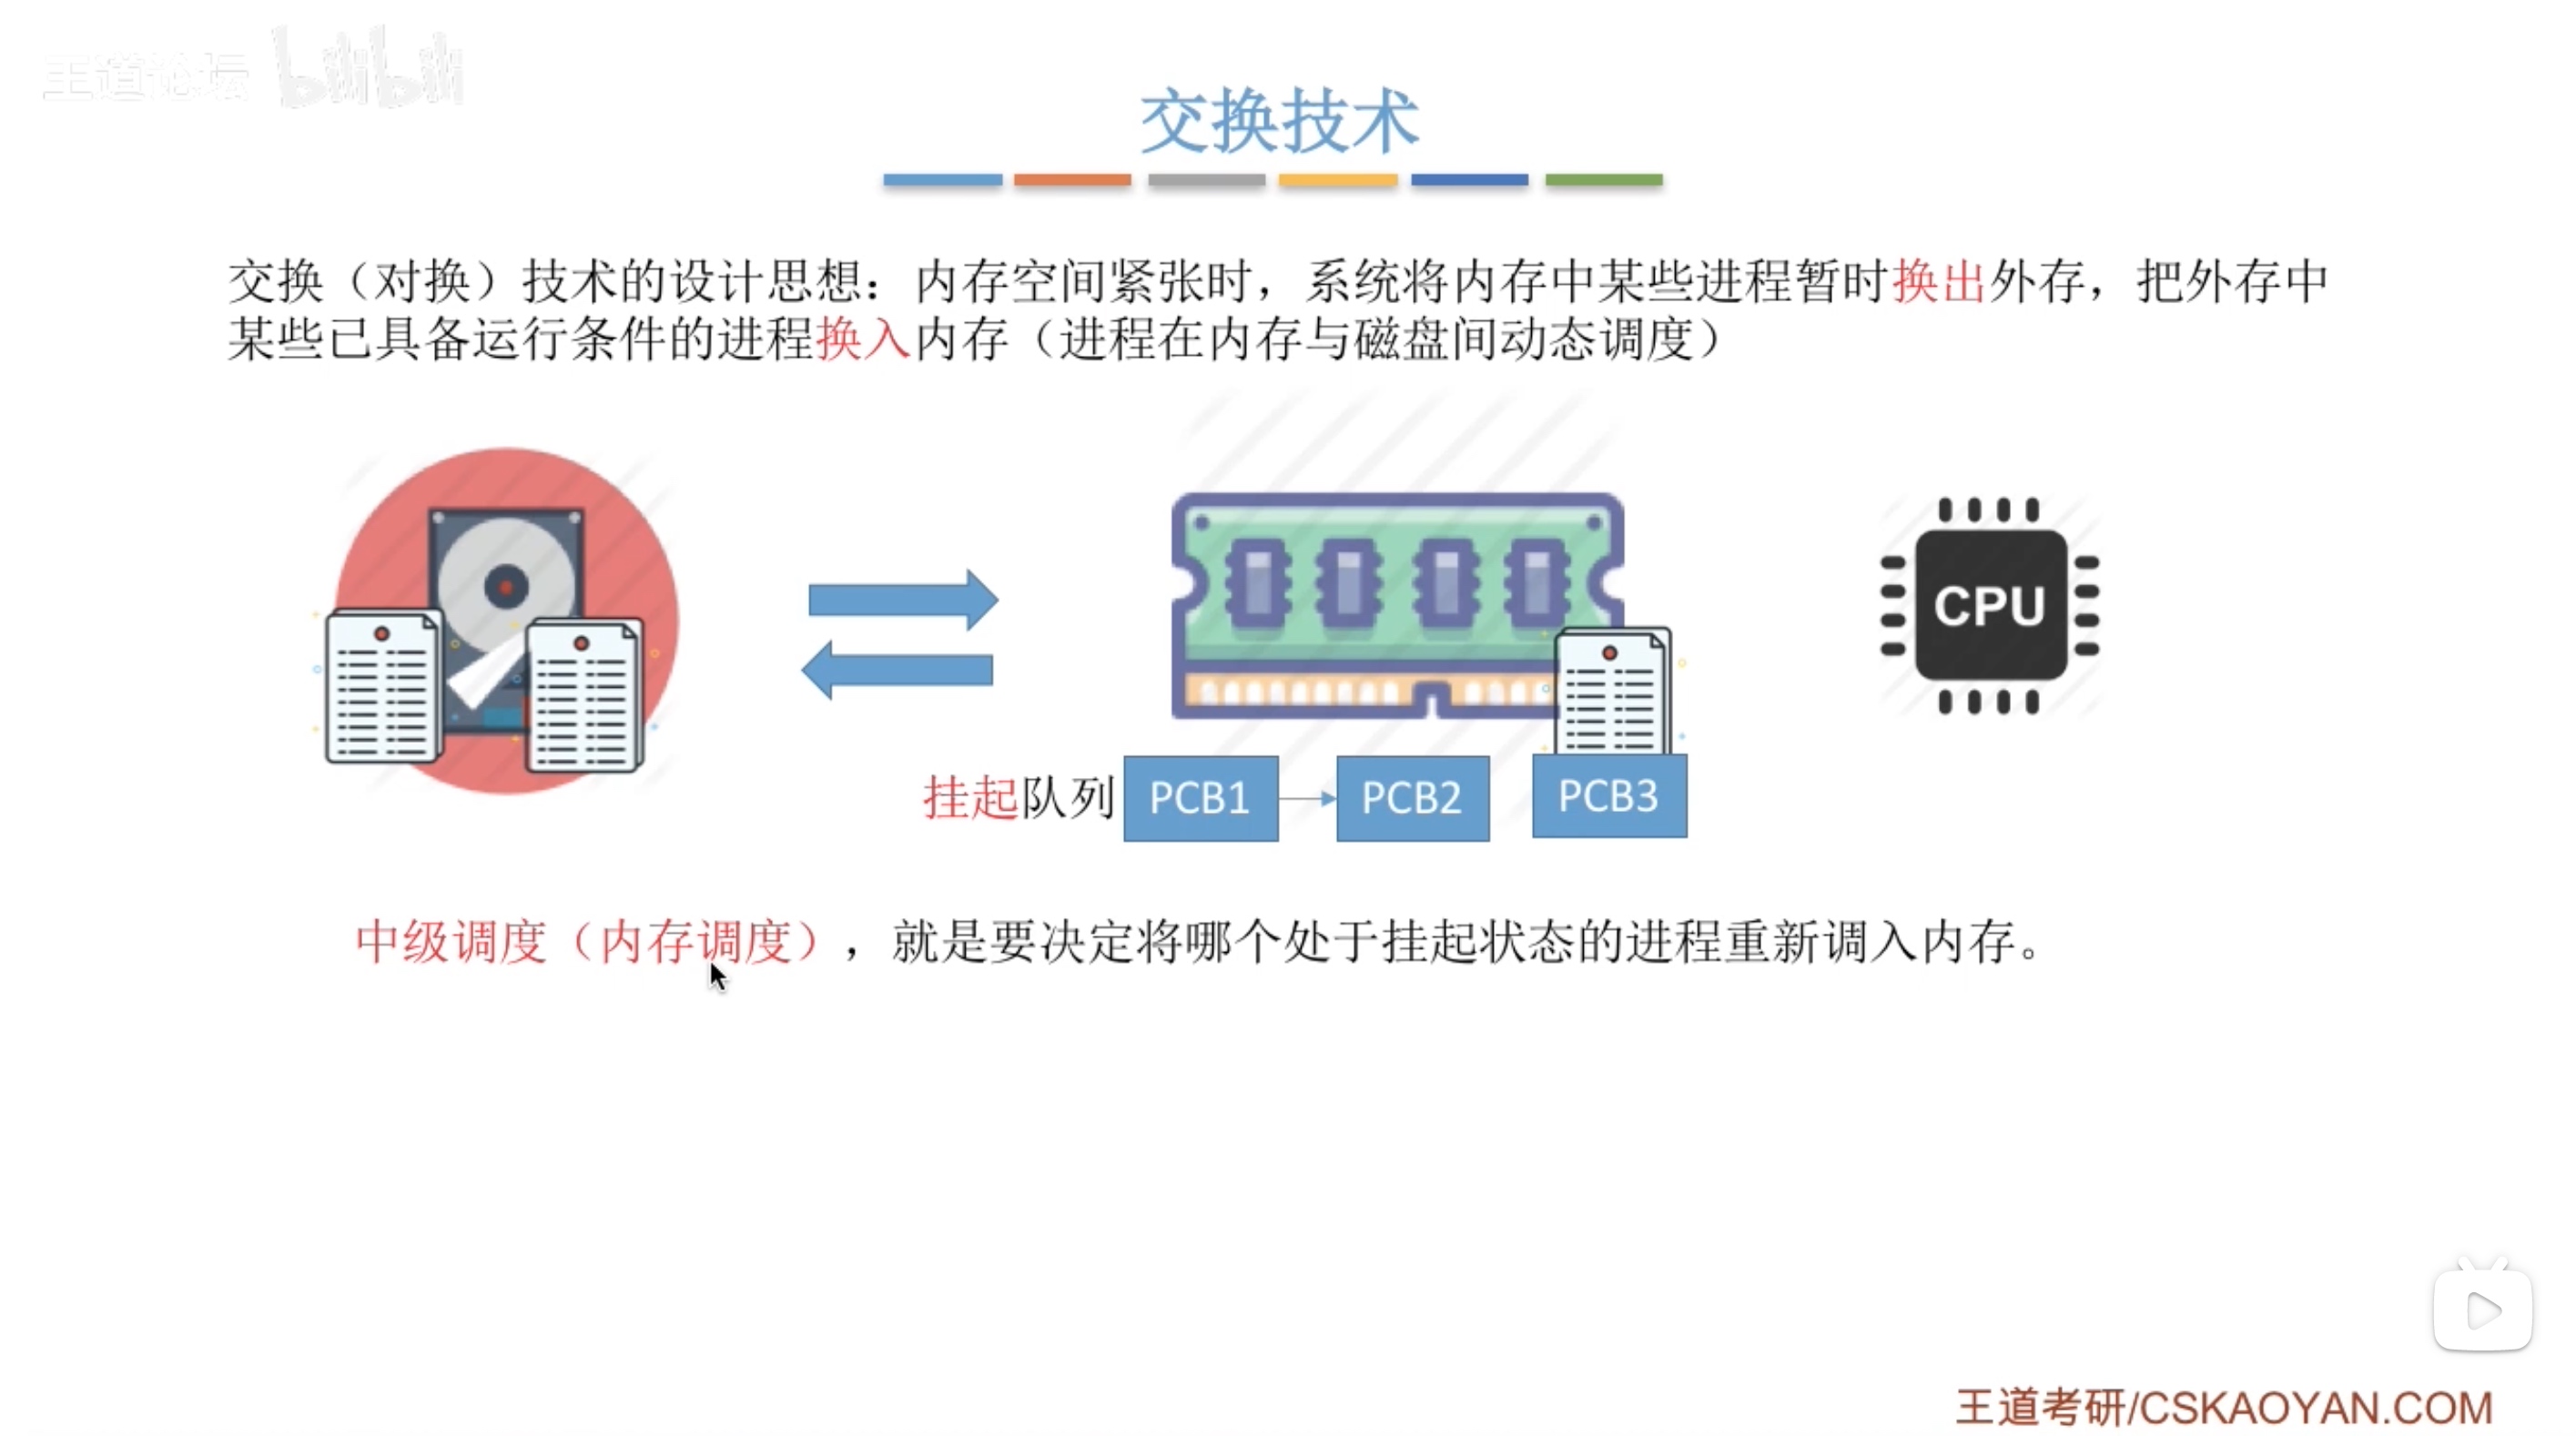 王道论坛 bilibili
交换技术
交换（对换）技术的设计思想：内存空间紧张时，系统将内存中某些进程暂时换出外存，把外存中
某些已具备运行条件的进程换入内存（进程在内存与磁盘间动态调度）
CPU
挂起队列 PCB1 PCB2 PCB3
中级调度（内存调度），就是要决定将哪个处于挂起状态的进程重新调入内存。
王道考研/CSKAOYAN.COM